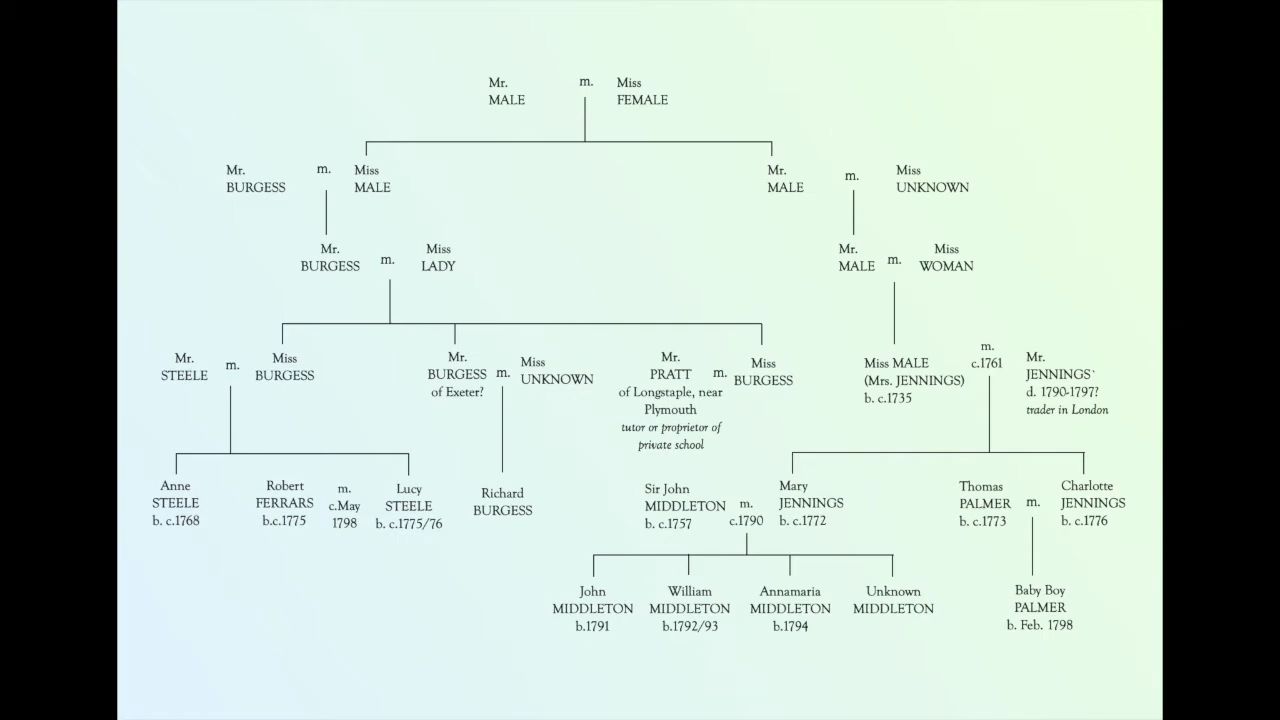 Mr.
MALE
m.
Miss
FEMALE
Mr.
BURGESS
m.
Miss
MALE
Mr.
MALE
m.
Miss
UNKNOWN
Mr.
BURGESS
m.
Miss
LADY
Mr.
MALE
m.
Miss
WOMAN
Mr.
STEELE
m.
Miss
BURGESS
Mr.
BURGESS
of Exeter?
m.
Miss
UNKNOWN
Mr.
PRATT
of Longstaple, near
Plymouth
tutor or proprietor of
private school
m.
Miss
BURGESS
Miss MALE
(Mrs. JENNINGS)
b. c.1735
m.
c.1761
Mr.
JENNINGS`
d. 1790-1797?
trader in London
Anne
STEELE
b. c.1768
Robert
FERRARS
b.c.1775
m.
c.May
1798
Lucy
STEELE
b. c.1775/76
Richard
BURGESS
Sir John
MIDDLETON
b. c.1757
m.
c.1790
Mary
JENNINGS
b. c.1772
Thomas
PALMER
b. c.1773
m.
Charlotte
JENNINGS
b. c.1776
John
MIDDLETON
b.1791
William
MIDDLETON
b.1792/93
Annamaria
MIDDLETON
b.1794
Unknown
MIDDLETON
Baby Boy
PALMER
b. Feb. 1798